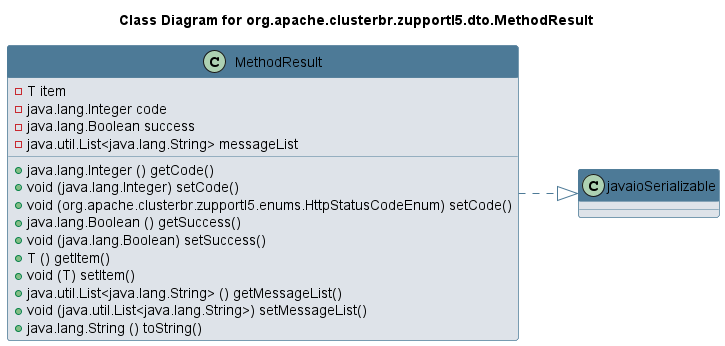 Class Diagram for org.apache.clusterbr.zupportl5.dto.MethodResult
C MethodResult
T item
java.lang.Integer code
java.lang.Boolean success
java.util.List<java.lang.String> messageList
java.lang.Integer () getCode()
void (java.lang.Integer) setCode()
void (org.apache.clusterbr.zupportl5.enums.HttpStatusCodeEnum) setCode()
java.lang.Boolean () getSuccess()
void (java.lang.Boolean) setSuccess()
T () getItem()
void (T) setItem()
java.util.List<java.lang.String> () getMessageList()
void (java.util.List<java.lang.String>) setMessageList()
java.lang.String () toString()
C javaioSerializable